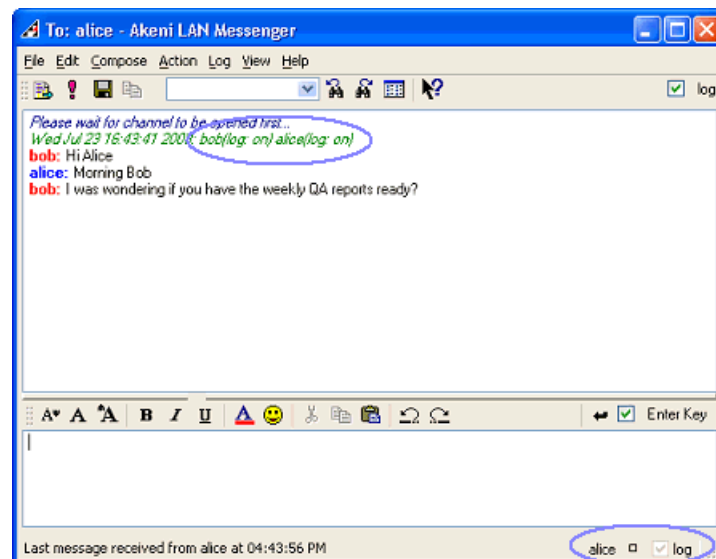 To: alice - Akeni LAN Messenger
File Edit Compose Action Log View Help
log
Please wait for channel to be opened first...
Wed Jul 23 16:43:41 2008: bob(log: on) alice(log: on)
bob: Hi Alice
alice: Morning Bob
bob: I was wondering if you have the weekly QA reports ready?
A A A B I U A Enter Key
Last message received from alice at 04:43:56 PM alice log